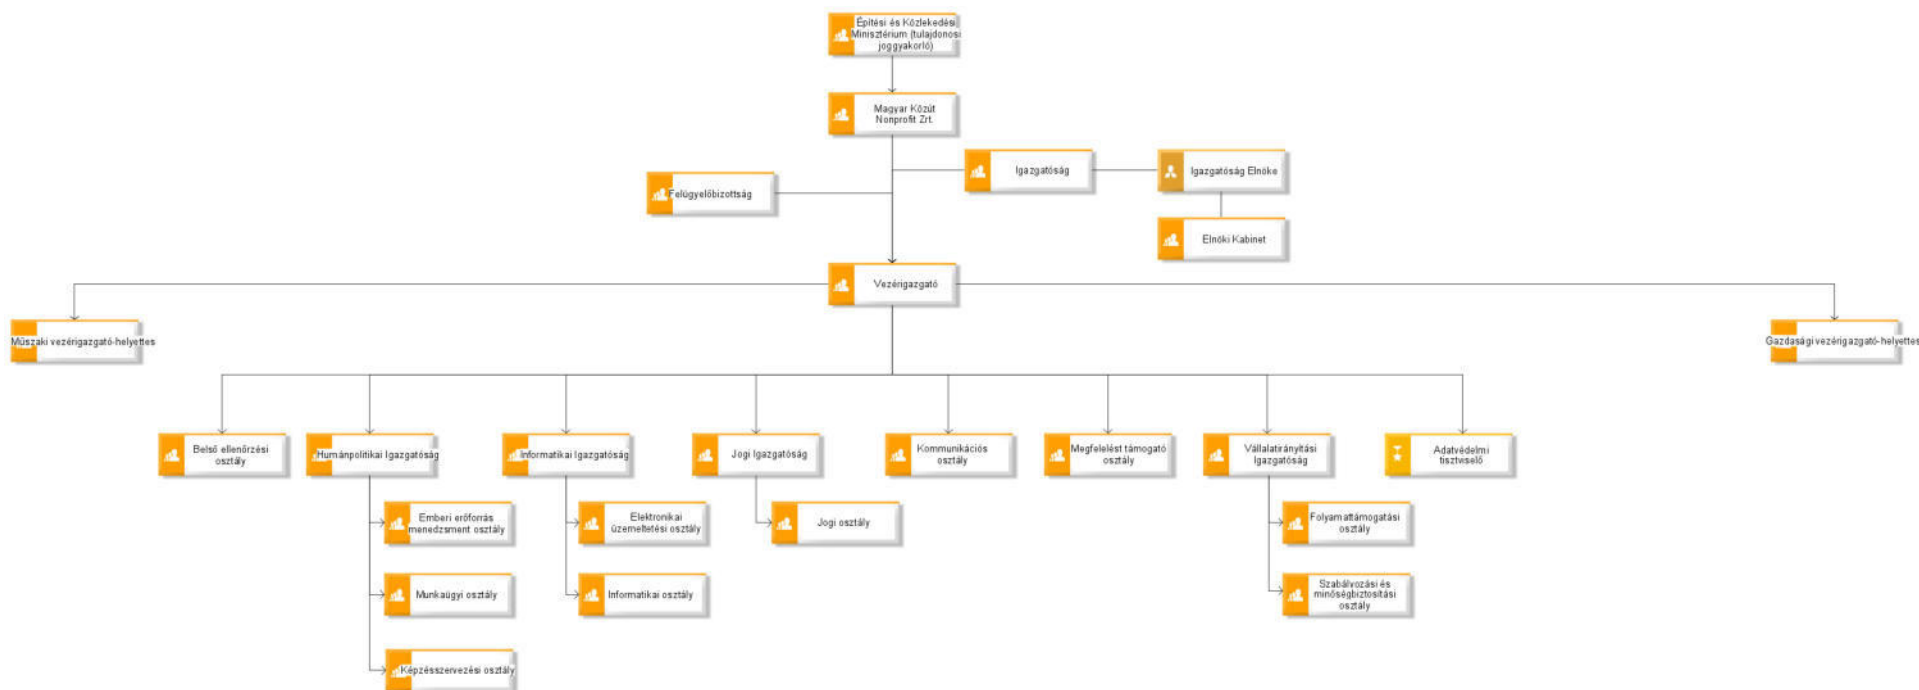 Építési és Közlekedési
Minisztérium (tulajdonosi
joggyakorló)
Magyar Közút
Nonprofit Zrt.
Igazgatóság
Igazgatóság Elnöke
Felügyelőbizottság
Elnöki Kabinet
Vezérigazgató
Műszaki vezérigazgató-helyettes
Gazdasági vezérigazgató-helyettes
Belső ellenőrzési
osztály
Humánpolitikai Igazgatóság
Informatikai Igazgatóság
Jogi Igazgatóság
Kommunikációs
osztály
Megfelelést támogató
osztály
Vállalatirányítási
Igazgatóság
Adatvédelmi
tisztviselő
Emberi erőforrás
menedzsment osztály
Elektronikai
üzemeltetési osztály
Jogi osztály
Folyamattámogatási
osztály
Munkaügyi osztály
Informatikai osztály
Szabályozási és
minőségbiztosítási
osztály
Képzésszervezési osztály